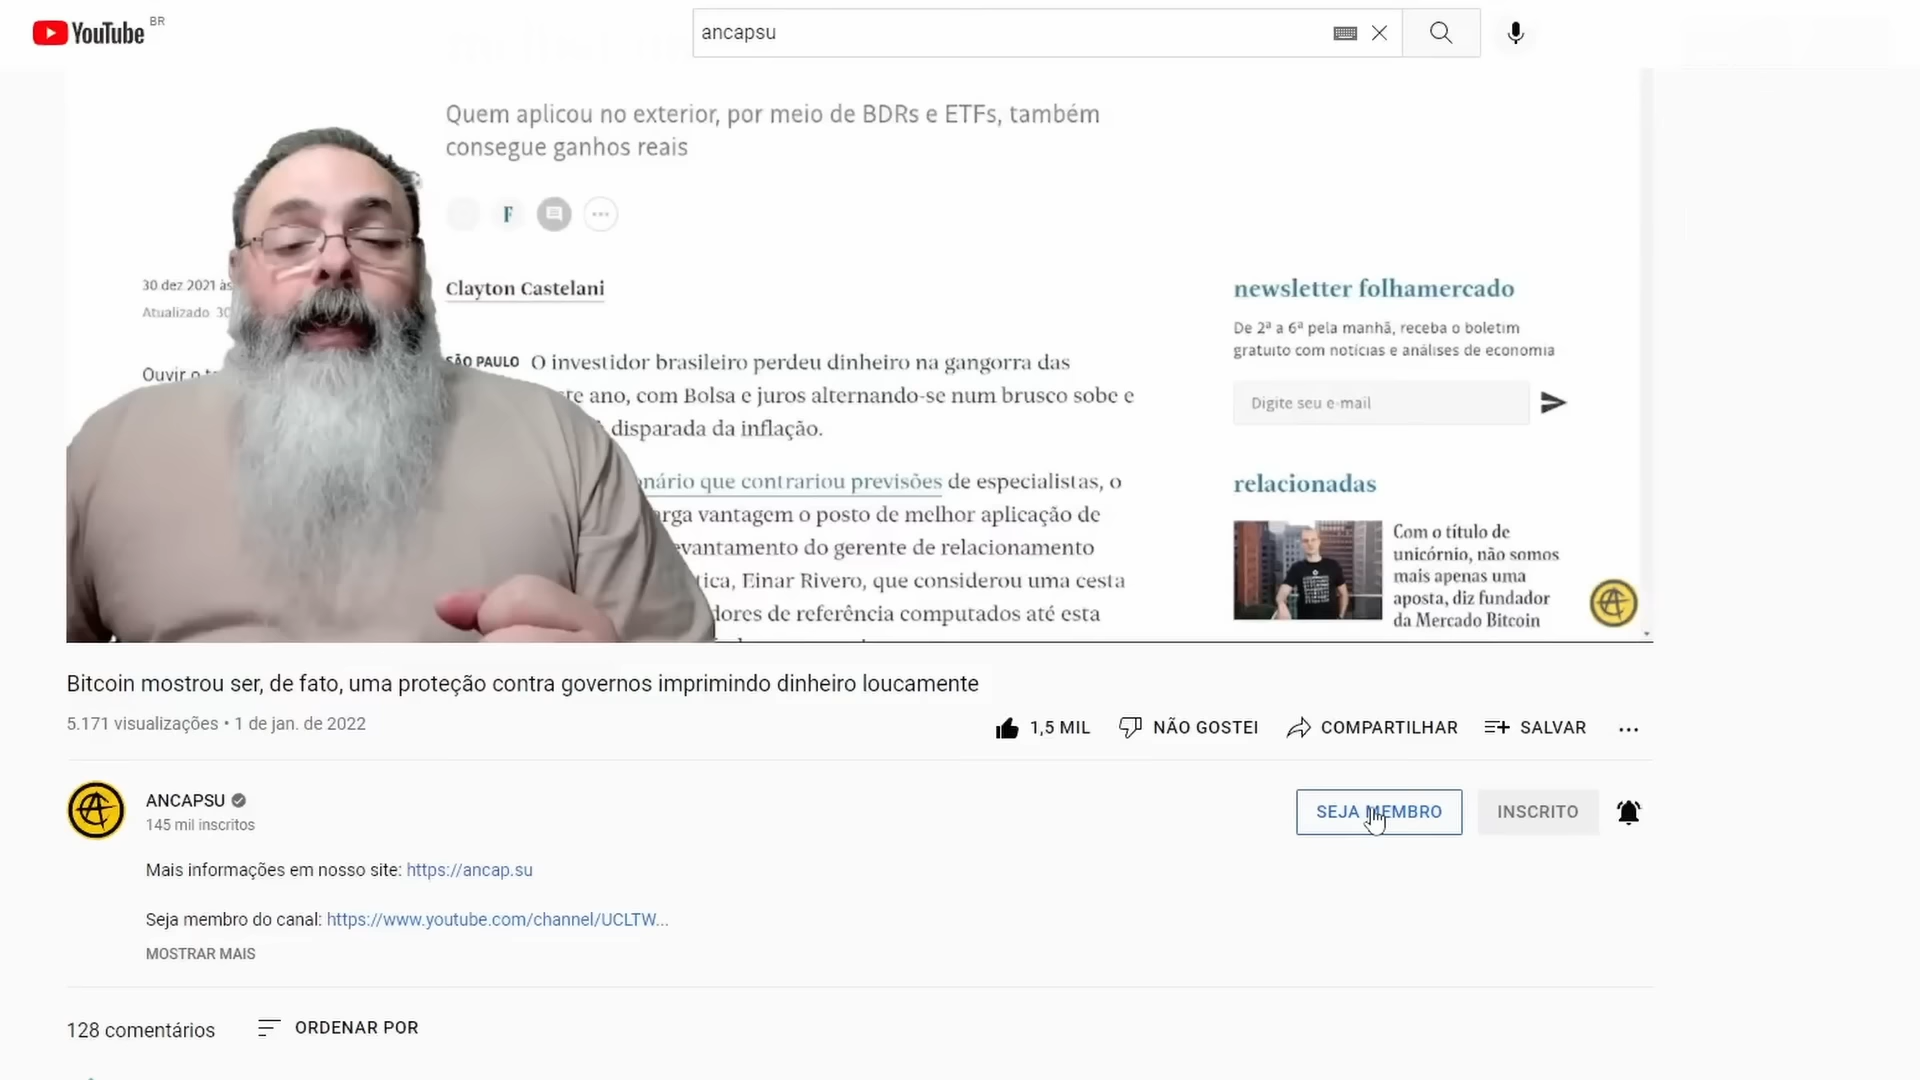 YouTube BR
ancapsu
Quem aplicou no exterior, por meio de BDRs e ETFs, também
consegue ganhos reais
F
30 dez 2021 às
Atualizado 30
Clayton Castelani
Ouvir o
SÃO PAULO O investidor brasileiro perdeu dinheiro na gangorra das
te ano, com Bolsa e juros alternando-se num brusco sobe e
disparada da inflação.
nário que contrariou previsões de especialistas, o
rga vantagem o posto de melhor aplicação de
evantamento do gerente de relacionamento
tica, Einar Rivero, que considerou uma cesta
dores de referência computados até esta
newsletter folhamercado
De 2ª a 6ª pela manhã, receba o boletim
gratuito com notícias e análises de economia
Digite seu e-mail
relacionadas
Com o título de
unicórnio, não somos
mais apenas uma
aposta, diz fundador
da Mercado Bitcoin
Bitcoin mostrou ser, de fato, uma proteção contra governos imprimindo dinheiro loucamente
5.171 visualizações • 1 de jan. de 2022
1,5 MIL NÃO GOSTEI COMPARTILHAR SALVAR
ANCAPSU
145 mil inscritos
SEJA MEMBRO INSCRITO
Mais informações em nosso site: https://ancap.su
Seja membro do canal: https://www.youtube.com/channel/UCLTW...
MOSTRAR MAIS
128 comentários ORDENAR POR